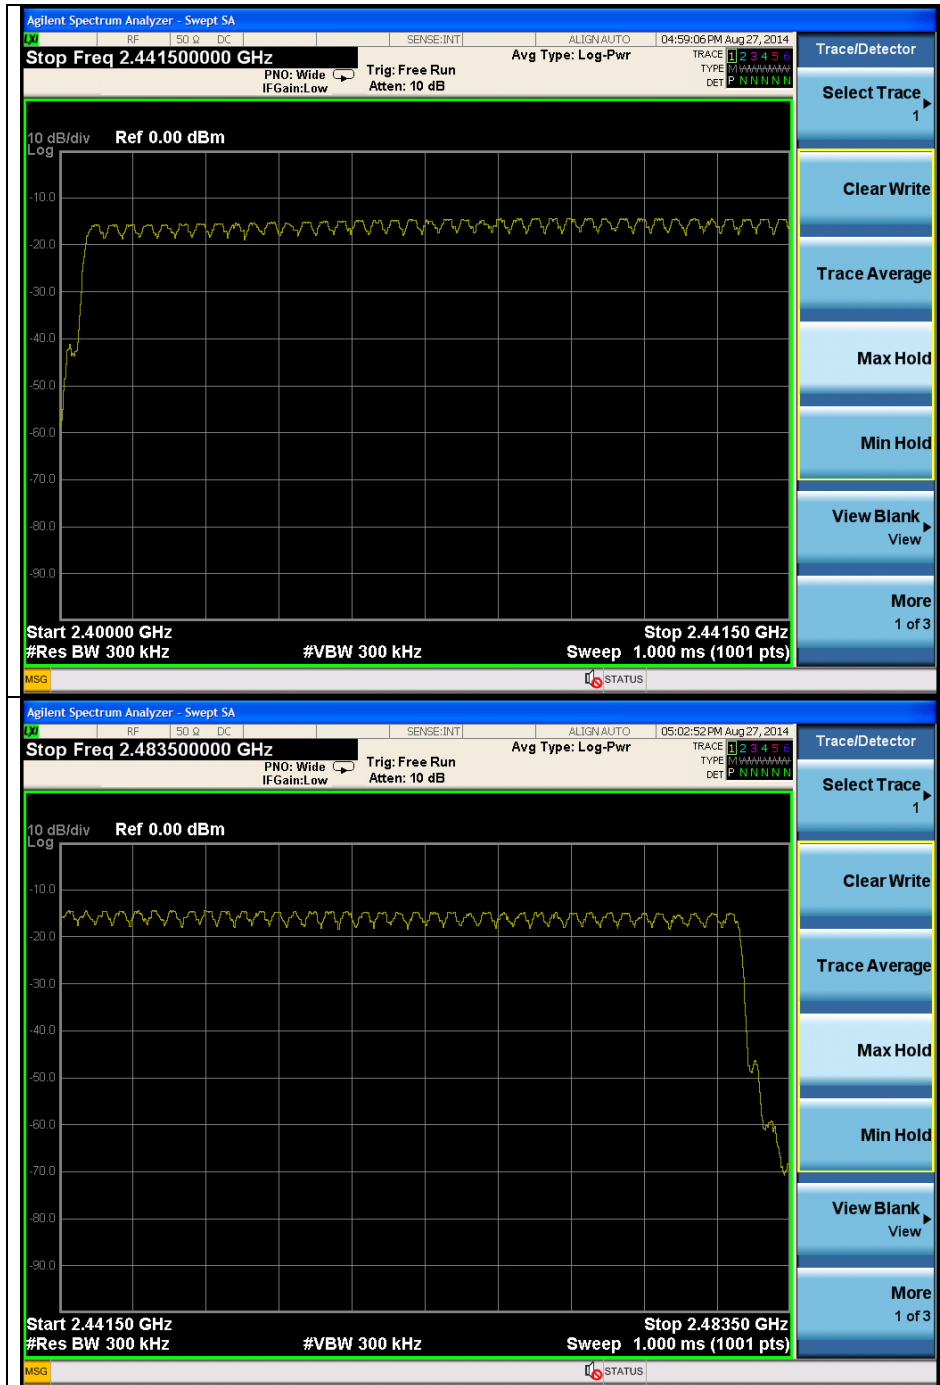 Agilent Spectrum Analyzer - Swept SA
LXI RF 50 Ω DC SENSE:INT ALIGN AUTO 04:59:06 PM Aug 27, 2014
Stop Freq 2.441500000 GHz
PNO: Wide
IFGain:Low
Trig: Free Run
Atten: 10 dB
Avg Type: Log-Pwr
TRACE 1 2 3 4 5 6
TYPE M WWWWW
DET P N N N N N
10 dB/div
Log
Ref 0.00 dBm
-10.0
-20.0
-30.0
-40.0
-50.0
-60.0
-70.0
-80.0
-90.0
Start 2.40000 GHz
Stop 2.44150 GHz
#Res BW 300 kHz
#VBW 300 kHz
Sweep 1.000 ms (1001 pts)
MSG
STATUS
Trace/Detector
Select Trace
1
Clear Write
Trace Average
Max Hold
Min Hold
View Blank
View
More
1 of 3
Agilent Spectrum Analyzer - Swept SA
LXI RF 50 Ω DC SENSE:INT ALIGN AUTO 05:02:52 PM Aug 27, 2014
Stop Freq 2.483500000 GHz
PNO: Wide
IFGain:Low
Trig: Free Run
Atten: 10 dB
Avg Type: Log-Pwr
TRACE 1 2 3 4 5 6
TYPE M WWWWW
DET P N N N N N
10 dB/div
Log
Ref 0.00 dBm
-10.0
-20.0
-30.0
-40.0
-50.0
-60.0
-70.0
-80.0
-90.0
Start 2.44150 GHz
Stop 2.48350 GHz
#Res BW 300 kHz
#VBW 300 kHz
Sweep 1.000 ms (1001 pts)
MSG
STATUS
Trace/Detector
Select Trace
1
Clear Write
Trace Average
Max Hold
Min Hold
View Blank
View
More
1 of 3